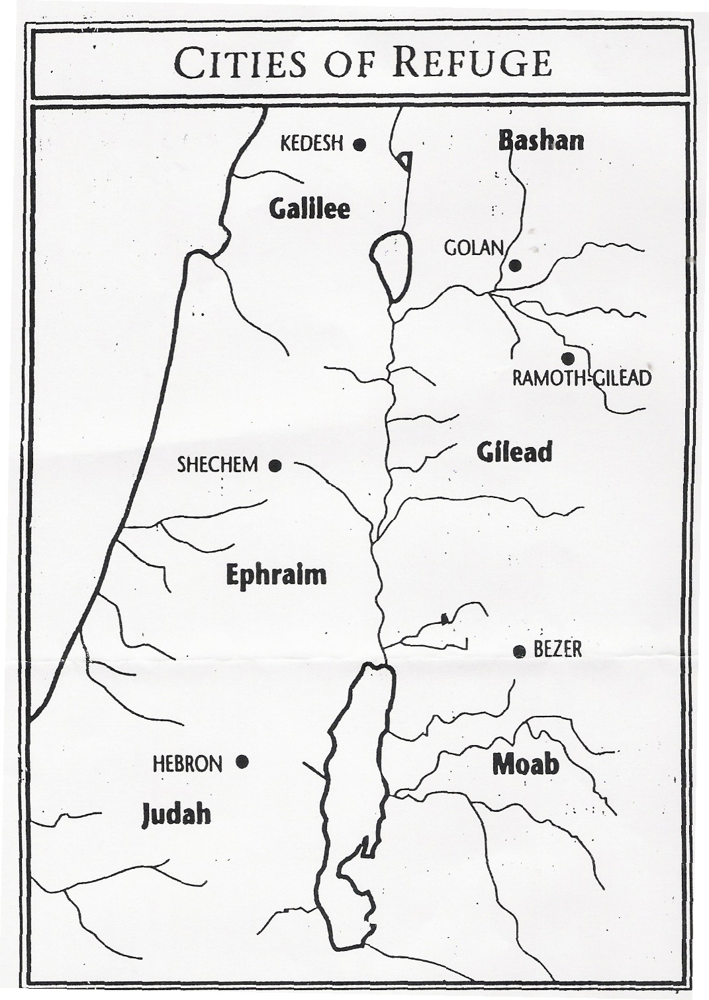 CITIES OF REFUGE
KEDESH
Bashan
Galilee
GOLAN
RAMOTH-GILEAD
SHECHEM
Gilead
Ephraim
BEZER
HEBRON
Moab
Judah